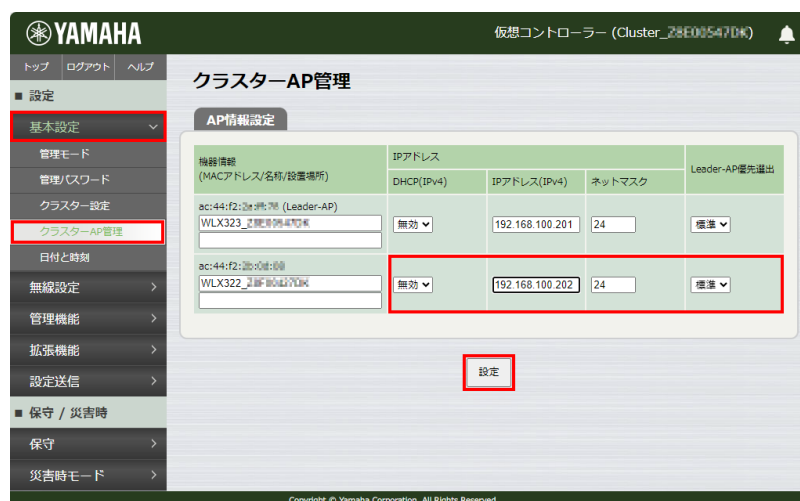 YAMAHA
仮想コントローラー (Cluster_
トップ ログアウト ヘルプ
■ 設定
基本設定
管理モード
管理パスワード
クラスター設定
クラスターAP管理
日付と時刻
無線設定
管理機能
拡張機能
設定送信
■ 保守 / 災害時
保守
災害時モード
クラスターAP管理
AP情報設定
機器情報
(MACアドレス/名称/設置場所)
IPアドレス
DHCP(IPv4) IPアドレス(IPv4) ネットマスク
Leader-AP優先選出
ac:44:f2: (Leader-AP)
WLX323_
無効 192.168.100.201 24 標準
ac:44:f2:
WLX322_
無効 192.168.100.202 24 標準
設定
Copyright © Yamaha Corporation. All Rights Reserved.